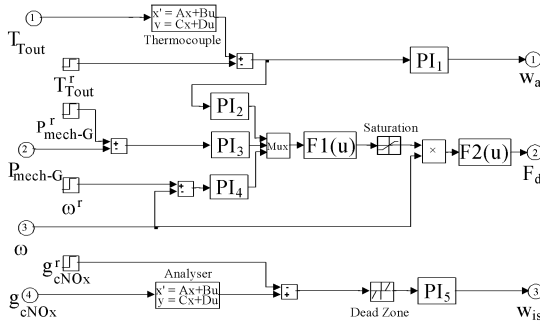 1
x' = Ax+Bu
y = Cx+Du
T_Tout
Thermocouple
T^r_Tout
PI_1
1
w_a
P^r_mech-G
PI_2
2
PI_3
Mux
F1(u)
Saturation
×
F2(u)
2
F_d
P_mech-G
ω^r
PI_4
3
ω
g^r_cNOx
Analyser
4
x' = Ax+Bu
y = Cx+Du
g_cNOx
Dead Zone
PI_5
3
w_is